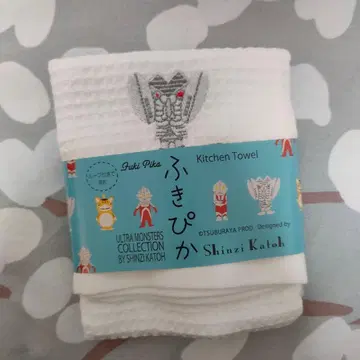 Fuki Pika
Kitchen Towel
ふきぴか
ULTRA MONSTERS
COLLECTION
BY SHINZI KATOH
©TSUBURAYA PROD. Designed by
Shinzi Katoh